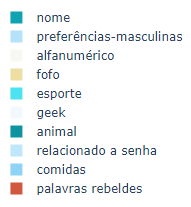 nome
preferências-masculinas
alfanumérico
fofo
esporte
geek
animal
relacionado a senha
comidas
palavras rebeldes